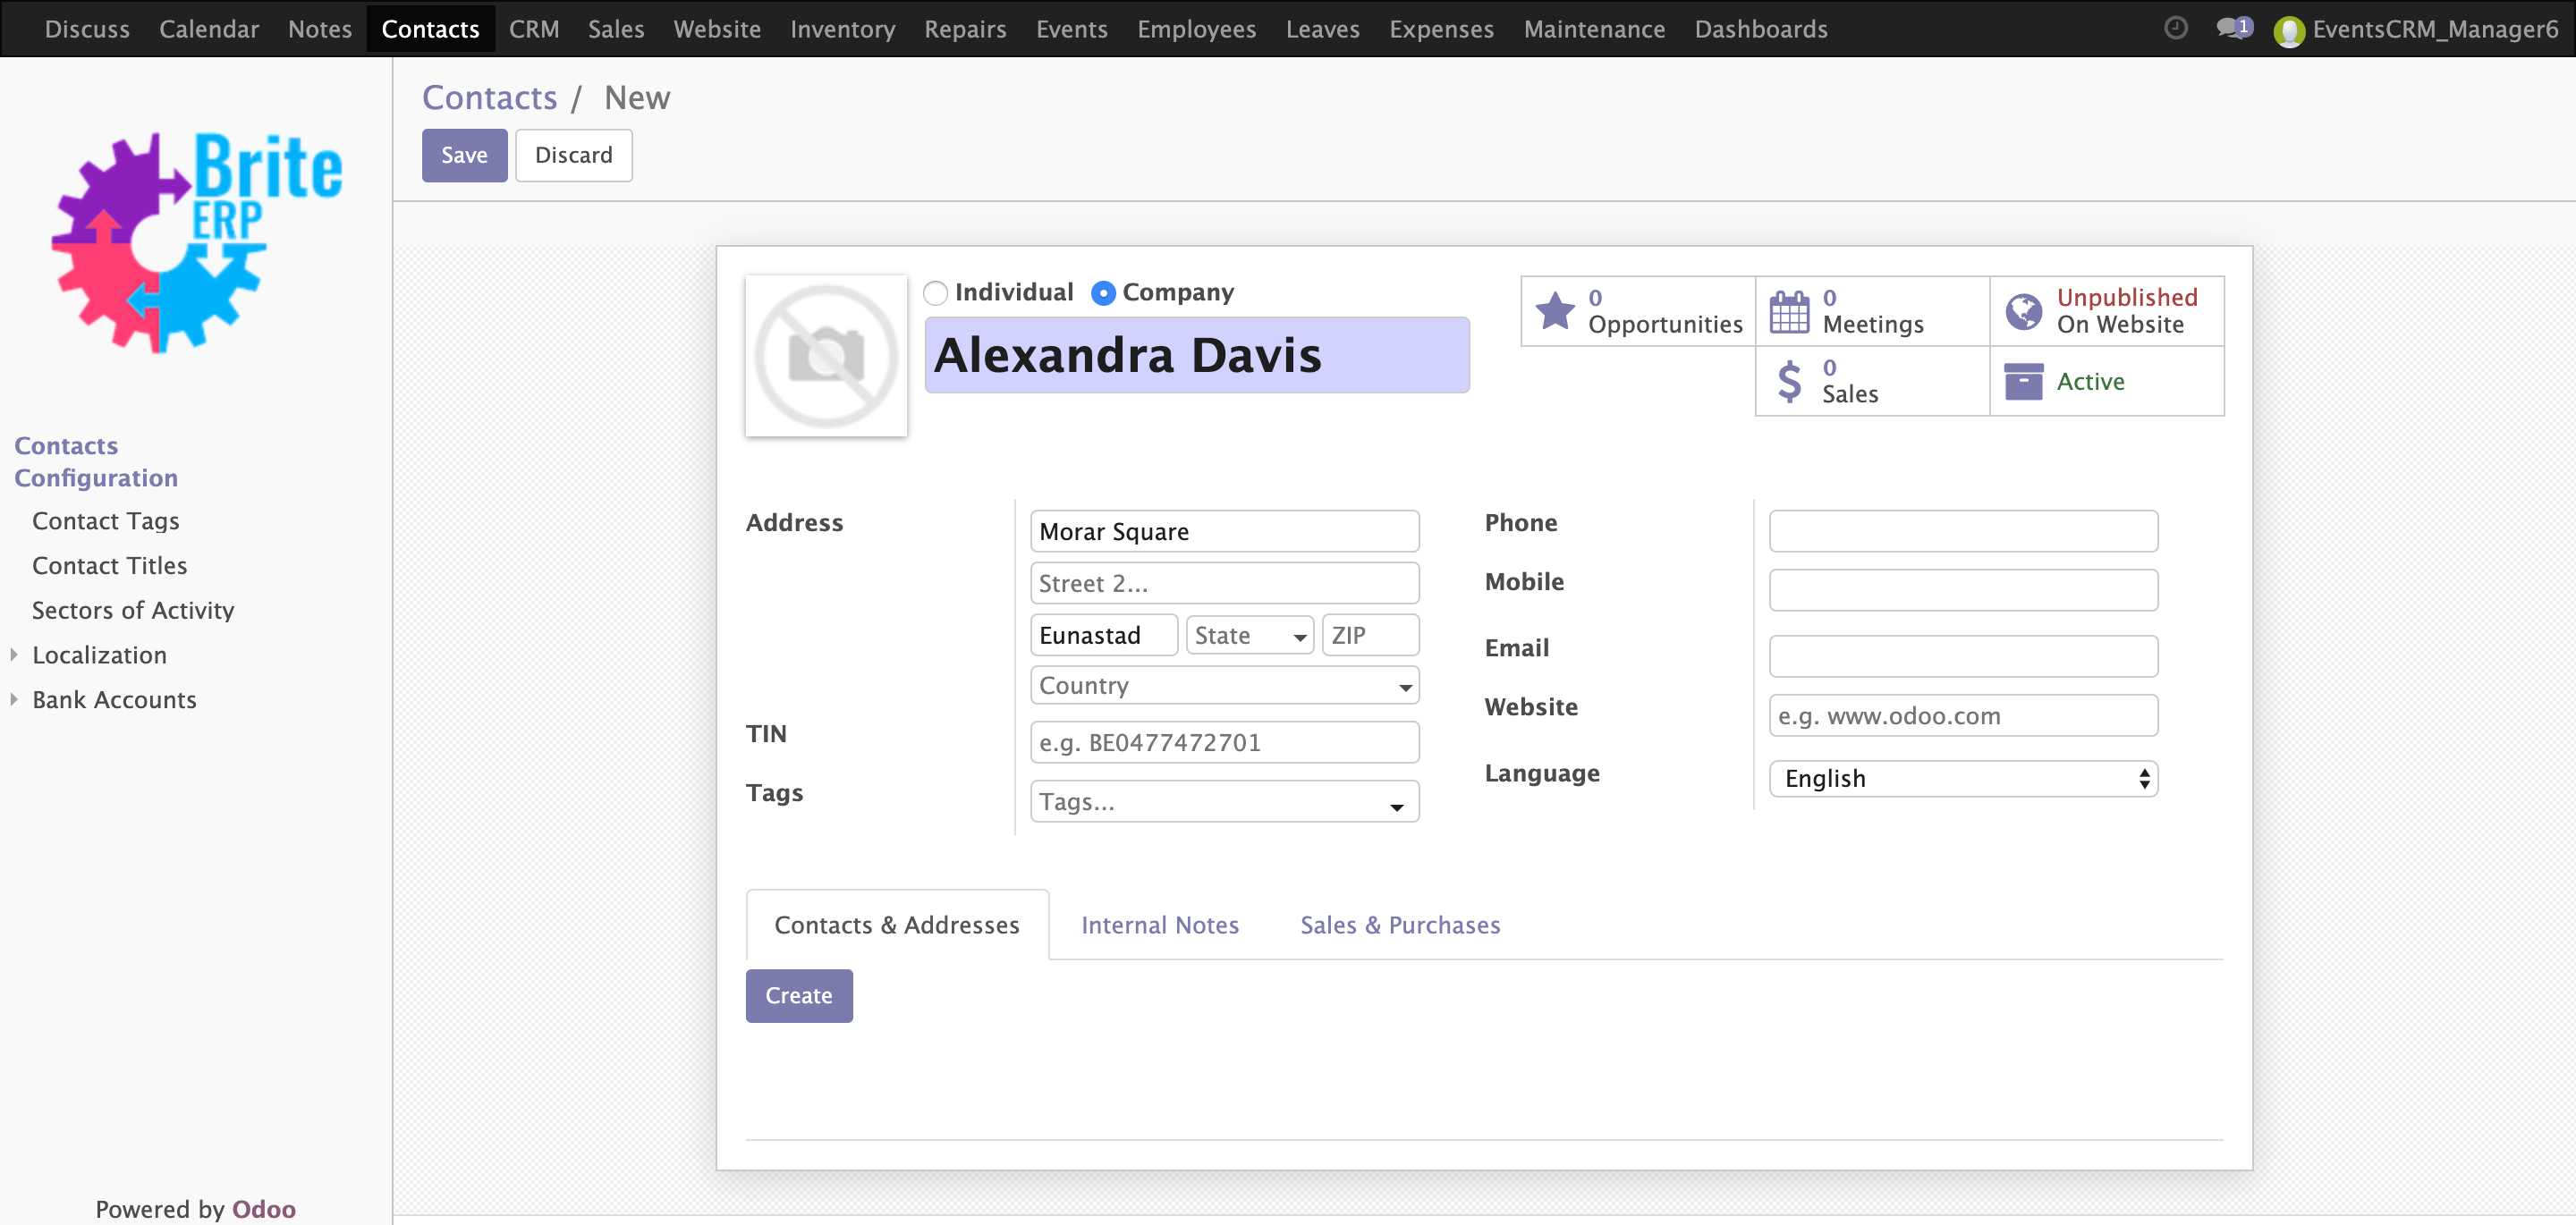 Discuss Calendar Notes Contacts CRM Sales Website Inventory Repairs Events Employees Leaves Expenses Maintenance Dashboards 1 EventsCRM_Manager6
Brite
ERP
Contacts
Configuration
Contact Tags
Contact Titles
Sectors of Activity
Localization
Bank Accounts
Powered by Odoo
Contacts / New
Save Discard
Individual Company
Alexandra Davis
0
Opportunities
0
Meetings
Unpublished
On Website
0
Sales
Active
Address
Morar Square
Street 2...
Eunastad State ZIP
Country
TIN e.g. BE0477472701
Tags Tags...
Phone
Mobile
Email
Website e.g. www.odoo.com
Language English
Contacts & Addresses Internal Notes Sales & Purchases
Create